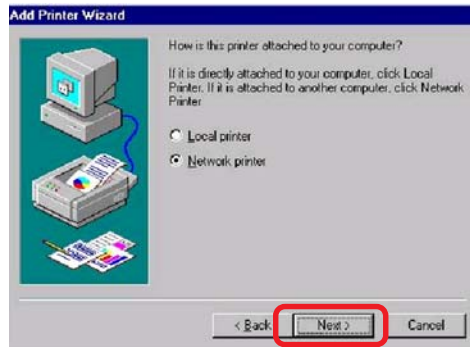 Add Printer Wizard
How is this printer attached to your computer?
If it is directly attached to your computer, click Local
Printer. If it is attached to another computer, click Network
Printer
Local printer
Network printer
< Back
Next >
Cancel